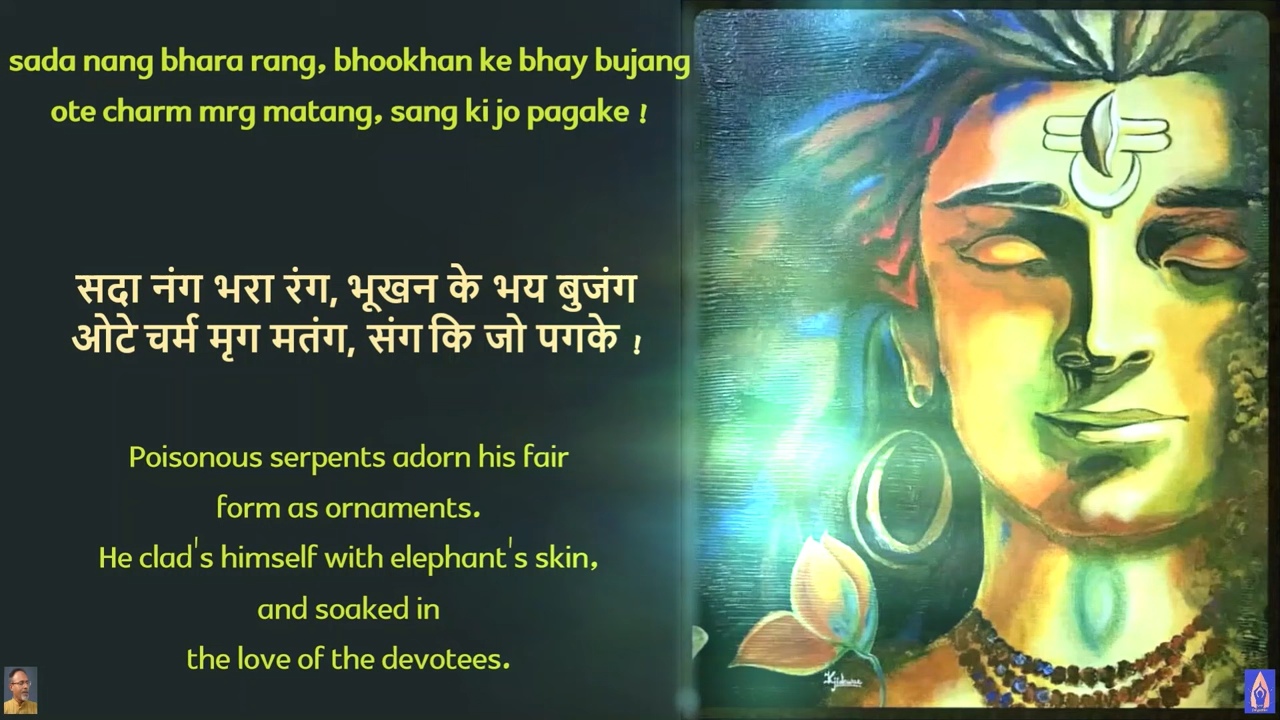 sada nang bhara rang, bhookhan ke bhay bujang
ote charm mrg matang, sang ki jo pagake !
सदा नंग भरा रंग, भूखन के भय बुजंग
ओटे चर्म मृग मतंग, संग कि जो पगके !
Poisonous serpents adorn his fair
form as ornaments.
He clad's himself with elephant's skin,
and soaked in
the love of the devotees.